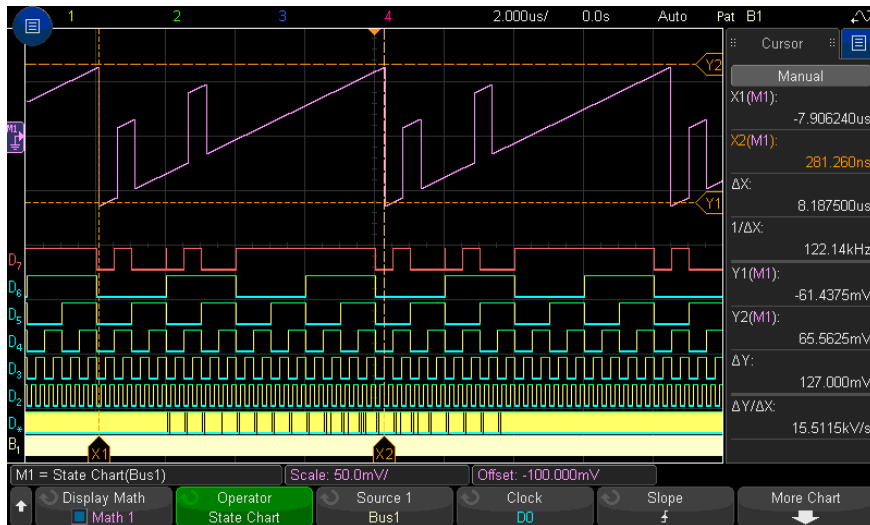 1 2 3 4 2.000us/ 0.0s Auto Pat B1
Cursor
Manual
X1(M1):
-7.906240us
X2(M1):
281.260ns
ΔX:
8.187500us
1/ΔX:
122.14kHz
Y1(M1):
-61.4375mV
Y2(M1):
65.5625mV
ΔY:
127.000mV
ΔY/ΔX:
15.5115kV/s
Y2
M1
Y1
D7
D6
D5
D4
D3
D2
D*
B1
X1 X2
M1 = State Chart(Bus1) Scale: 50.0mV/ Offset: -100.000mV
Display Math Operator Source 1 Clock Slope More Chart
Math 1 State Chart Bus1 D0